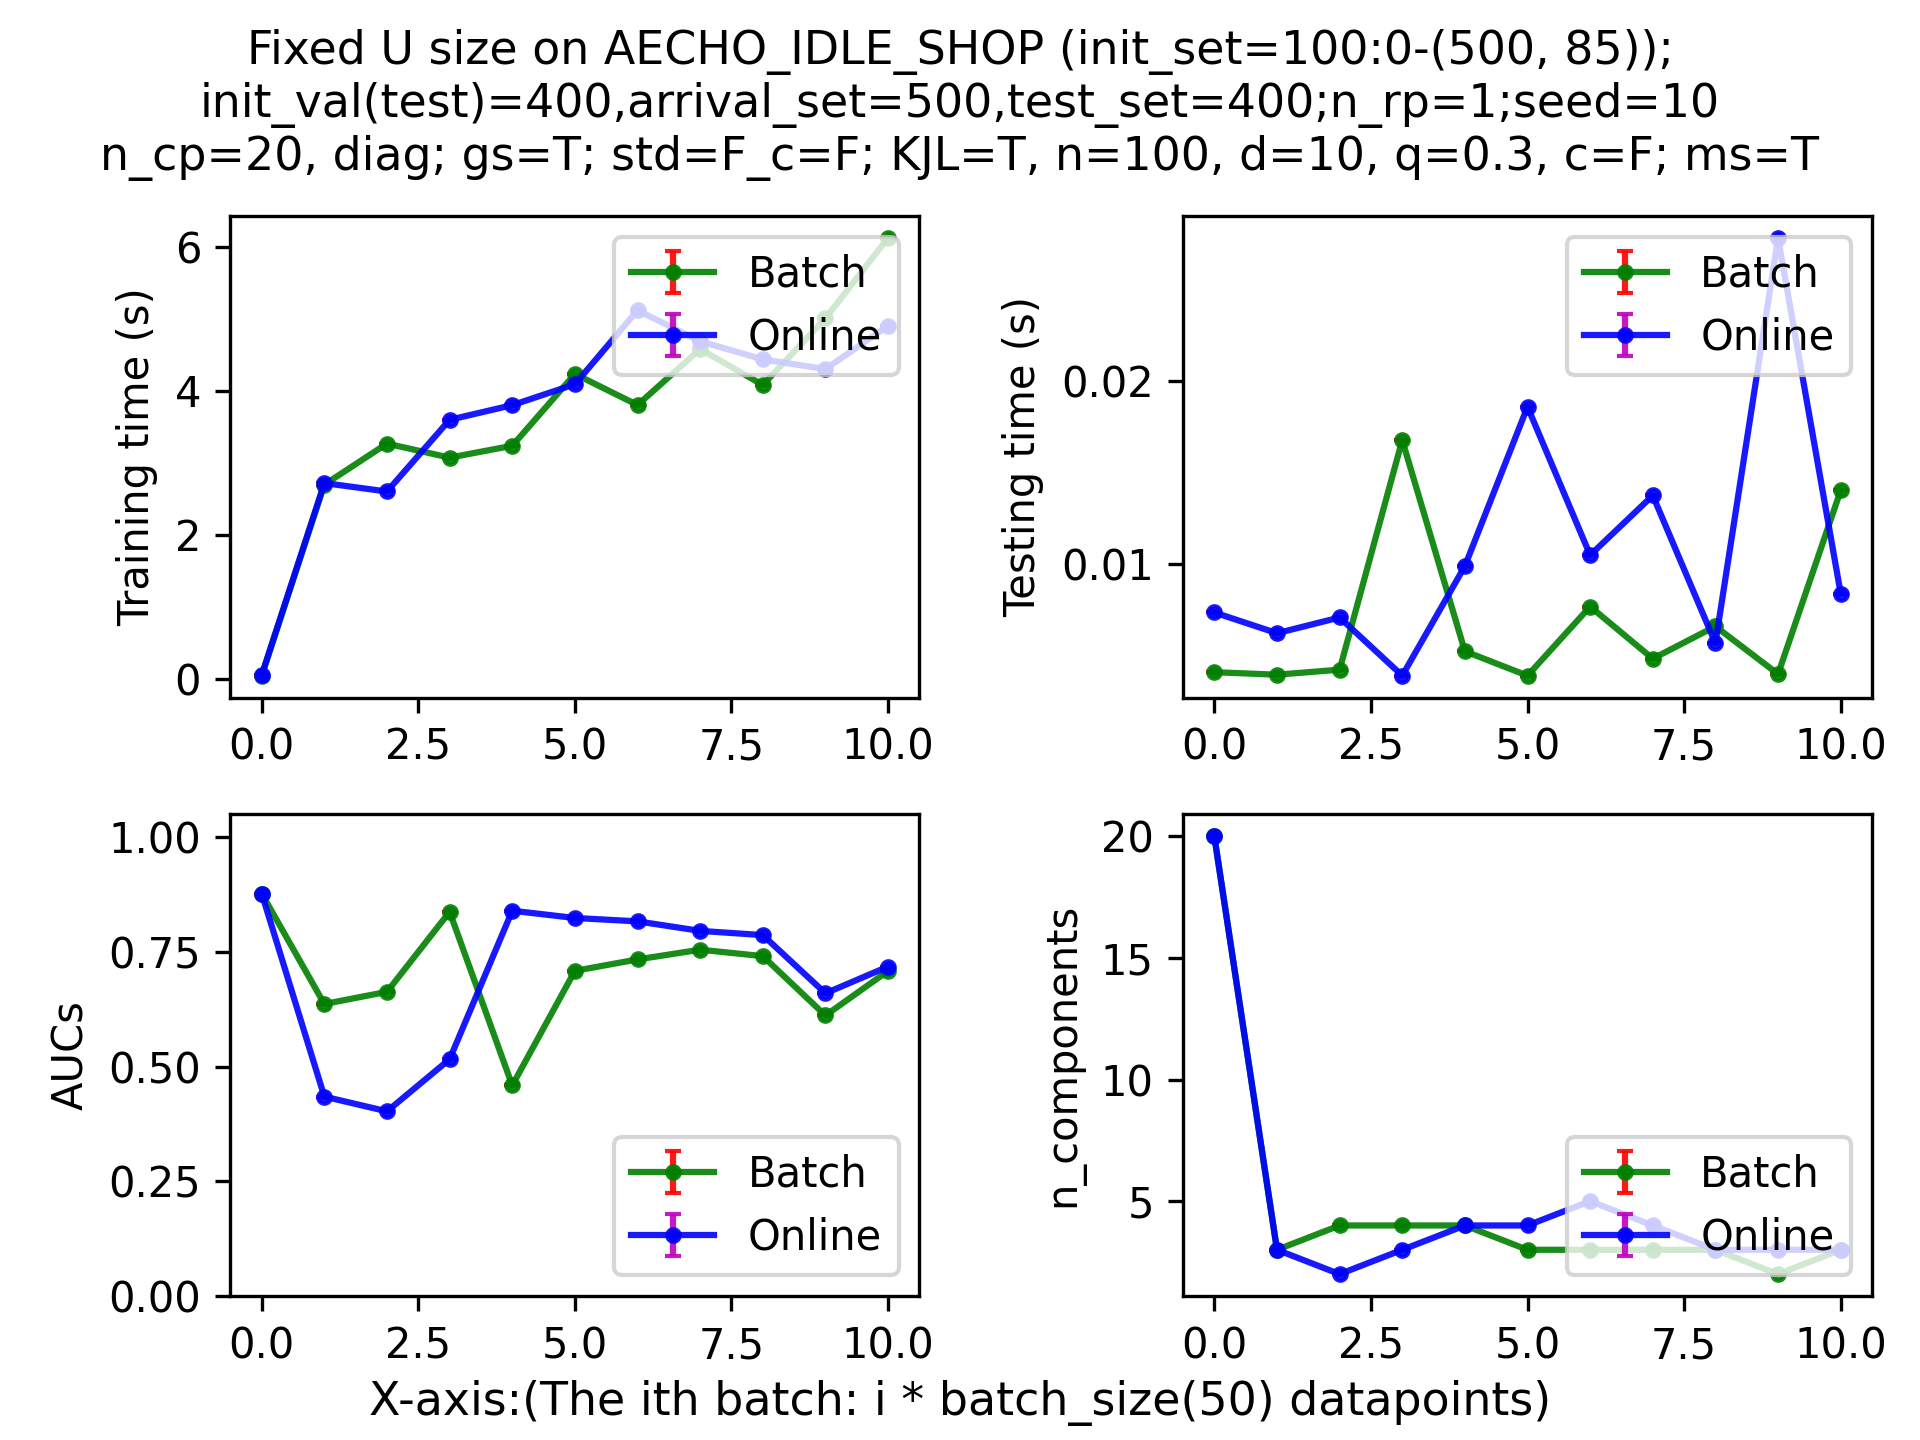 Fixed U size on AECHO_IDLE_SHOP (init_set=100:0-(500, 85));
init_val(test)=400,arrival_set=500,test_set=400;n_rp=1;seed=10
n_cp=20, diag; gs=T; std=F_c=F; KJL=T, n=100, d=10, q=0.3, c=F; ms=T
Training time (s)
6
4
2
0
0.0 2.5 5.0 7.5 10.0
Batch
Online
Testing time (s)
0.02
0.01
0.0 2.5 5.0 7.5 10.0
Batch
Online
AUCs
1.00
0.75
0.50
0.25
0.00
0.0 2.5 5.0 7.5 10.0
Batch
Online
n_components
20
15
10
5
0.0 2.5 5.0 7.5 10.0
Batch
Online
X-axis:(The ith batch: i * batch_size(50) datapoints)